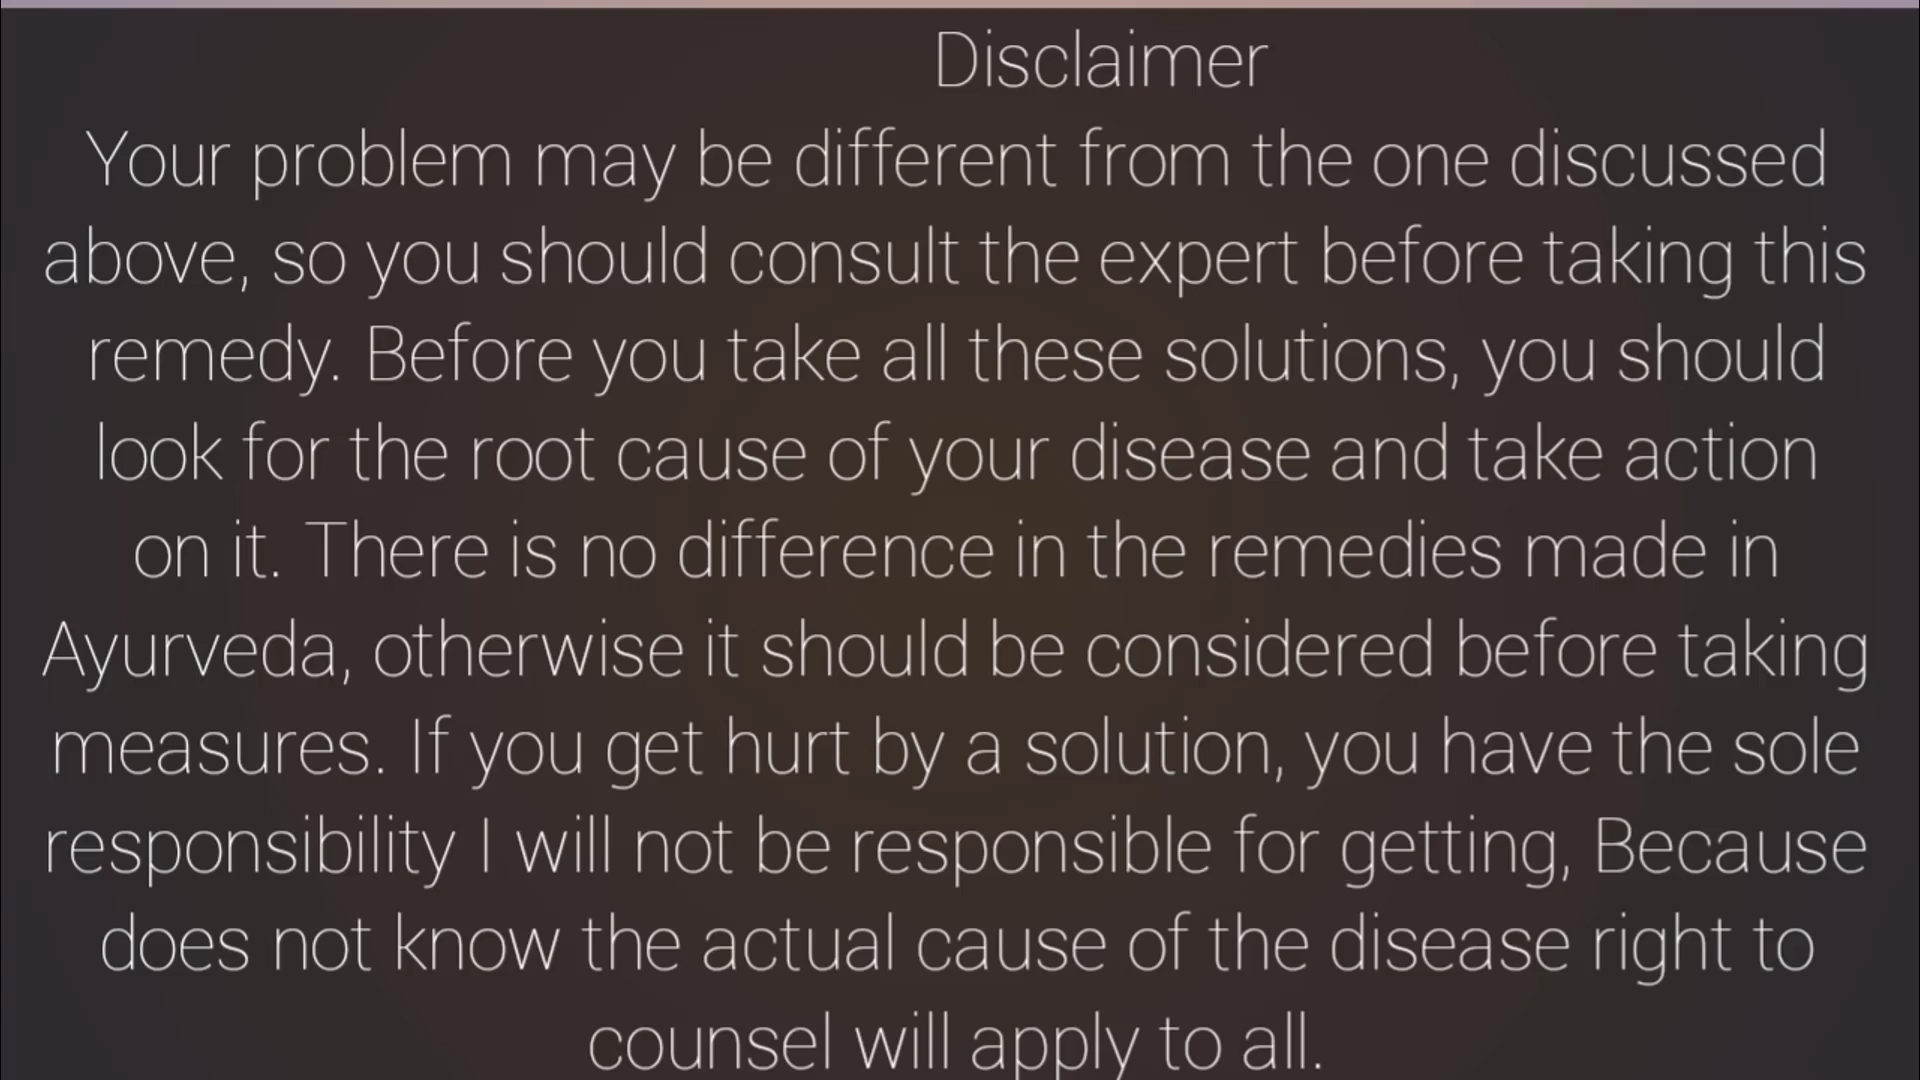 Disclaimer
Your problem may be different from the one discussed
above, so you should consult the expert before taking this
remedy. Before you take all these solutions, you should
look for the root cause of your disease and take action
on it. There is no difference in the remedies made in
Ayurveda, otherwise it should be considered before taking
measures. If you get hurt by a solution, you have the sole
responsibility I will not be responsible for getting, Because
does not know the actual cause of the disease right to
counsel will apply to all.